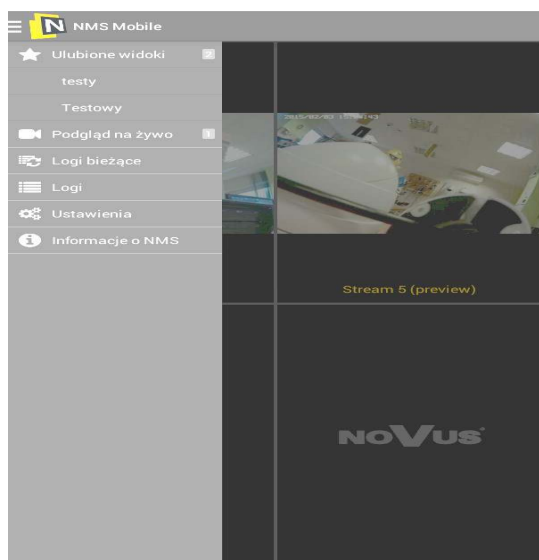 NMS Mobile
Ulubione widoki 2
testy
Testowy
Podgląd na żywo 1
Logi bieżące
Logi
Ustawienia
Informacje o NMS
Stream 5 (preview)
NOVUS